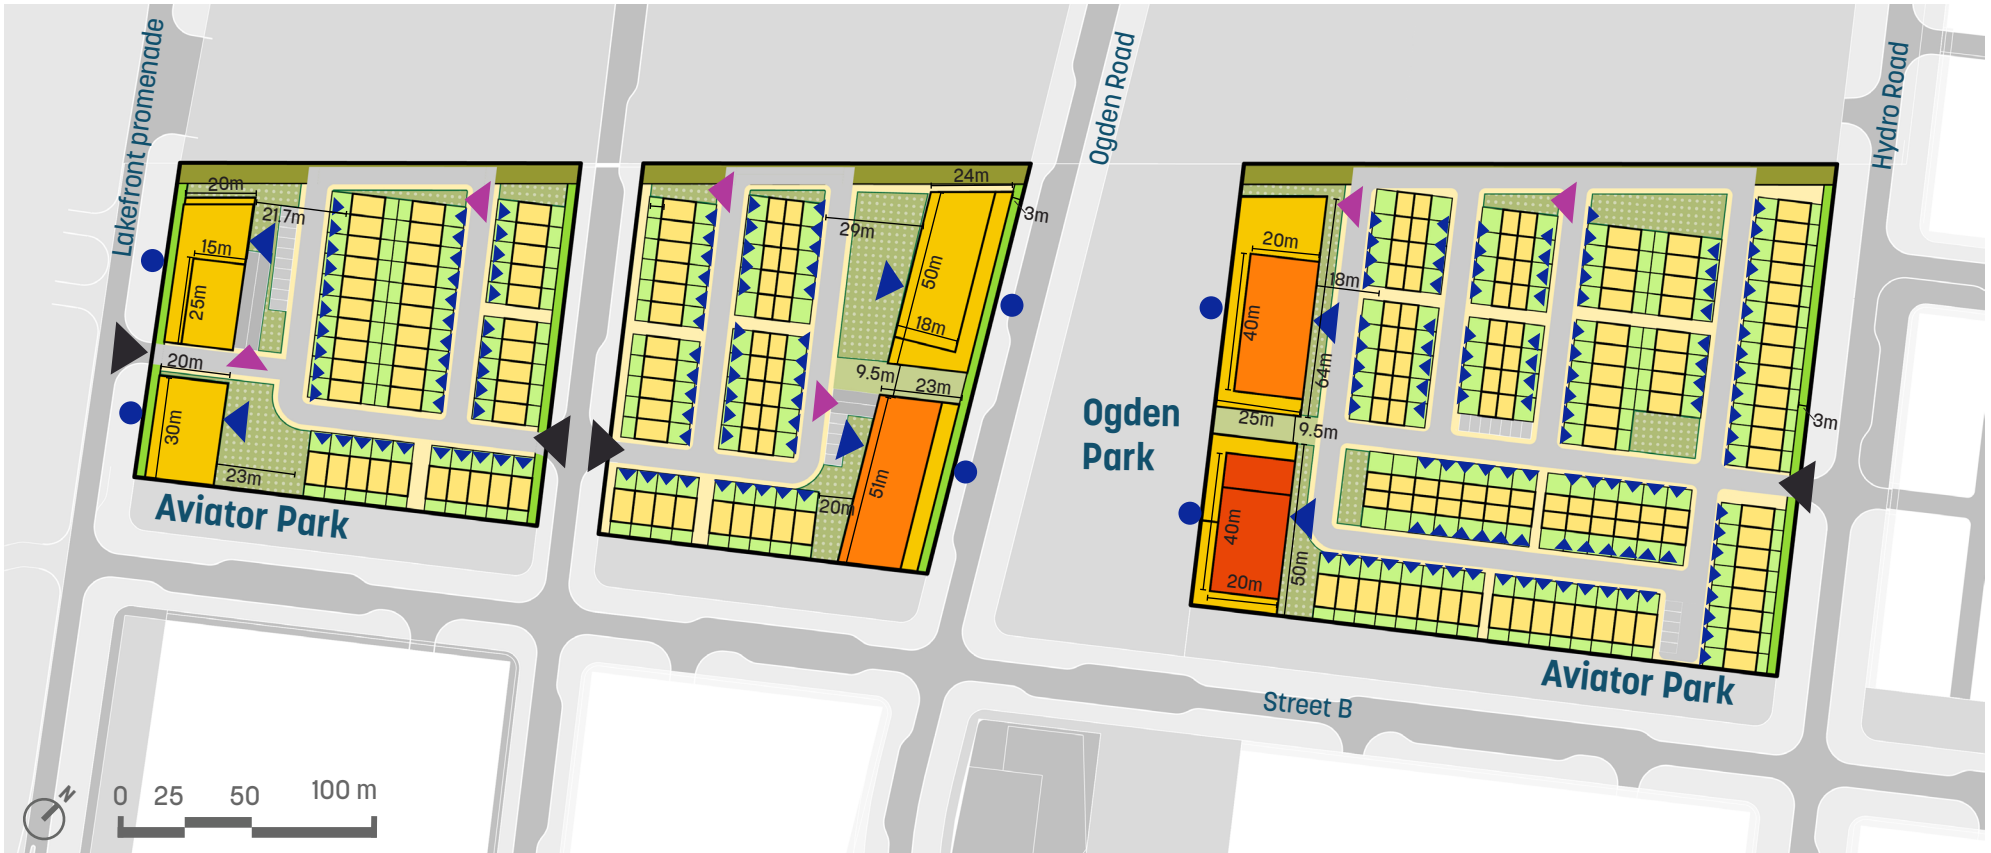 Lakefront promenade
Ogden Road
Hydro Road
20m
21.7m
15m
25m
20m
30m
23m
Aviator Park
24m
3m
29m
50m
18m
9.5m
23m
51m
20m
Ogden
Park
20m
18m
40m
64m
25m
9.5m
40m
50m
20m
3m
Aviator Park
Street B
N
0 25 50 100 m